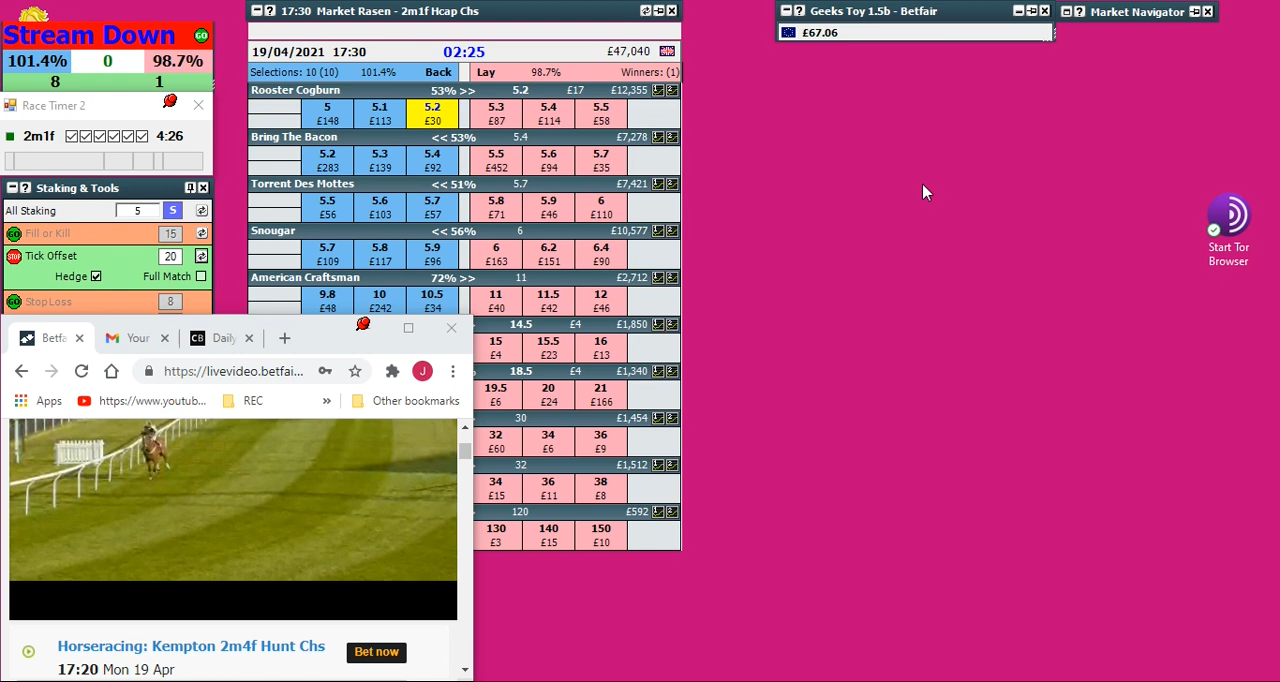 Stream Down GO
101.4% 0 98.7%
8 1
Race Timer 2
2m1f 4:26
Staking & Tools
All Staking 5 S
GO Fill or Kill 15
STOP Tick Offset 20
Hedge Full Match
GO Stop Loss 8
17:30 Market Rasen - 2m1f Hcap Chs
19/04/2021 17:30 02:25 £47,040
Selections: 10 (10) 101.4% Back Lay 98.7% Winners: (1)
Rooster Cogburn 53% >> 5.2 £17 £12,355
5 5.1 5.2 5.3 5.4 5.5
£148 £113 £30 £87 £114 £58
Bring The Bacon << 53% 5.4 £7,278
5.2 5.3 5.4 5.5 5.6 5.7
£283 £139 £92 £452 £94 £35
Torrent Des Mottes << 51% 5.7 £7,421
5.5 5.6 5.7 5.8 5.9 6
£56 £103 £57 £71 £46 £110
Snougar << 56% 6 £10,577
5.7 5.8 5.9 6 6.2 6.4
£109 £117 £96 £163 £151 £90
American Craftsman 72% >> 11 £2,712
9.8 10 10.5 11 11.5 12
£48 £242 £34 £40 £42 £46
14.5 £4 £1,850
15 15.5 16
£4 £23 £13
18.5 £4 £1,340
19.5 20 21
£6 £24 £166
30 £1,454
32 34 36
£60 £6 £9
32 £1,512
34 36 38
£15 £11 £8
120 £592
130 140 150
£3 £15 £10
Betfa Your CB Daily
https://livevideo.betfai... J
Apps https://www.youtub... REC » Other bookmarks
Horseracing: Kempton 2m4f Hunt Chs Bet now
17:20 Mon 19 Apr
Geeks Toy 1.5b - Betfair
£67.06
Market Navigator
Start Tor
Browser